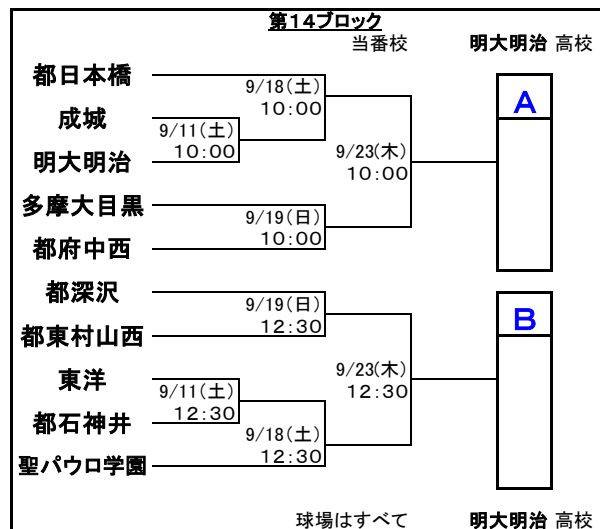 第14ブロック
当番校 明大明治 高校
都日本橋
9/18(土)
10:00
A
成城
9/11(土)
10:00
明大明治
9/23(木)
10:00
多摩大目黒
9/19(日)
10:00
都府中西
都深沢
9/19(日)
12:30
B
都東村山西
9/23(木)
12:30
東洋
9/11(土)
12:30
都石神井
9/18(土)
12:30
聖パウロ学園
球場はすべて 明大明治 高校